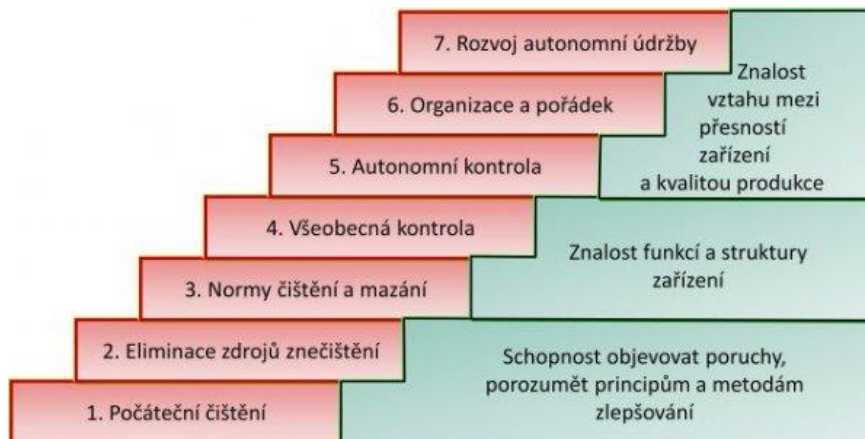 7. Rozvoj autonomní údržby
6. Organizace a pořádek
5. Autonomní kontrola
4. Všeobecná kontrola
3. Normy čištění a mazání
2. Eliminace zdrojů znečištění
1. Počáteční čištění
Znalost
vztahu mezi
přesností
zařízení
a kvalitou produkce
Znalost funkcí a struktury
zařízení
Schopnost objevovat poruchy,
porozumět principům a metodám
zlepšování